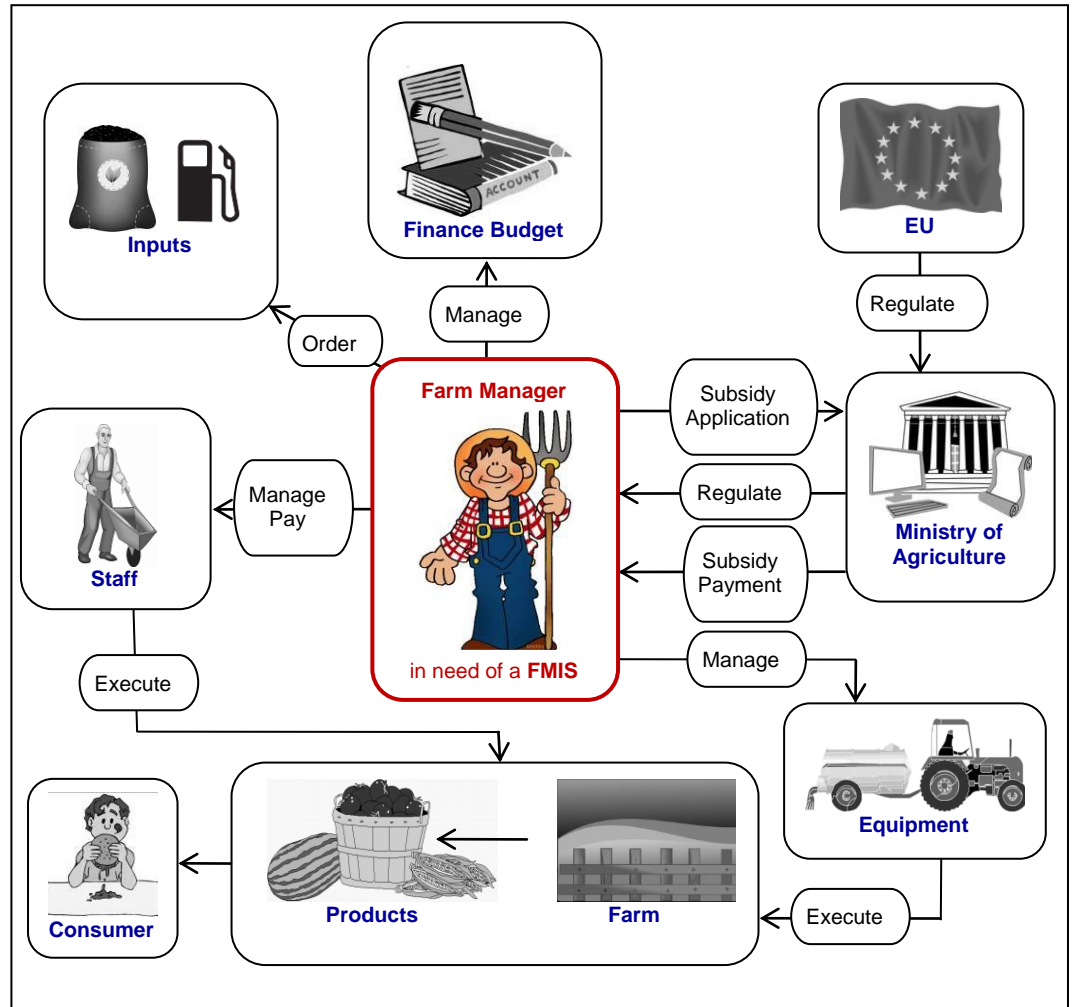 ACCOUNT
Finance Budget
Inputs
EU
Manage
Regulate
Order
Farm Manager
Subsidy
Application
Regulate
Ministry of
Agriculture
Manage
Pay
Staff
Subsidy
Payment
in need of a FMIS
Manage
Execute
Equipment
Products
Farm
Execute
Consumer